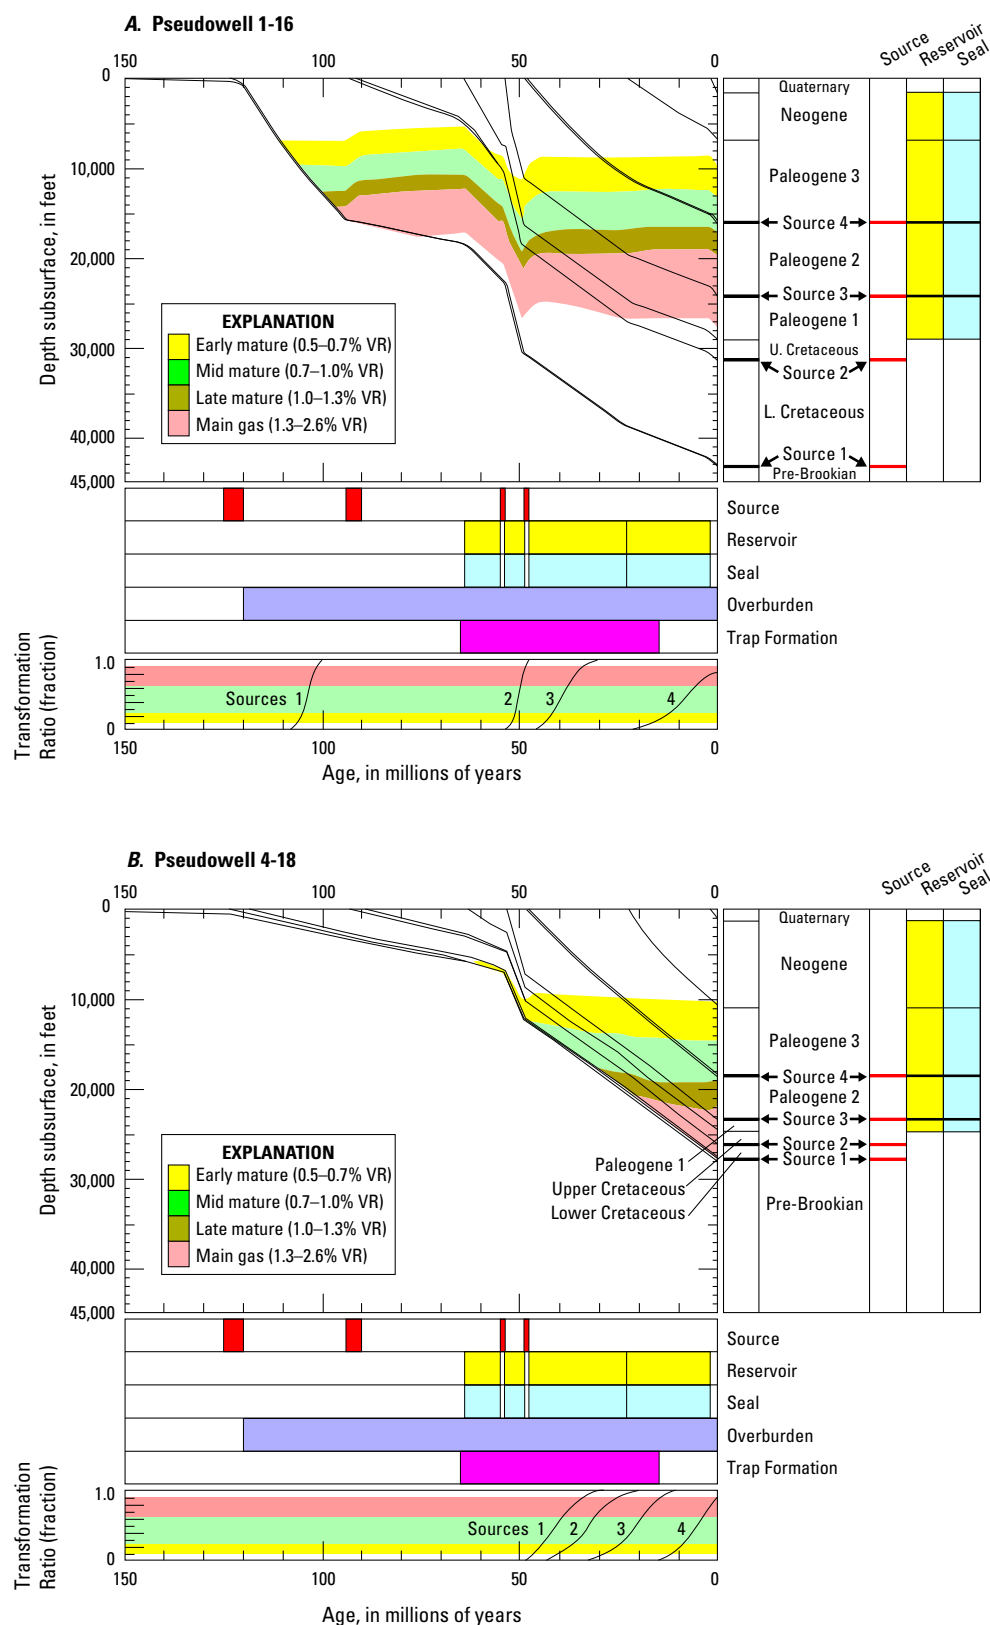 A. Pseudowell 1-16
150
100
50
0
Source
Reservoir
Seal
0
10,000
20,000
30,000
40,000
45,000
Depth subsurface, in feet
EXPLANATION
Early mature (0.5–0.7% VR)
Mid mature (0.7–1.0% VR)
Late mature (1.0–1.3% VR)
Main gas (1.3–2.6% VR)
Quaternary
Neogene
Paleogene 3
Source 4
Paleogene 2
Source 3
Paleogene 1
U. Cretaceous
Source 2
L. Cretaceous
Source 1
Pre-Brookian
Source
Reservoir
Seal
Overburden
Trap Formation
Transformation
Ratio (fraction)
1.0
0
Sources 1
2
3
4
150
100
50
0
Age, in millions of years
B. Pseudowell 4-18
150
100
50
0
Source
Reservoir
Seal
0
10,000
20,000
30,000
40,000
45,000
Depth subsurface, in feet
EXPLANATION
Early mature (0.5–0.7% VR)
Mid mature (0.7–1.0% VR)
Late mature (1.0–1.3% VR)
Main gas (1.3–2.6% VR)
Quaternary
Neogene
Paleogene 3
Source 4
Paleogene 2
Source 3
Source 2
Source 1
Paleogene 1
Upper Cretaceous
Lower Cretaceous
Pre-Brookian
Source
Reservoir
Seal
Overburden
Trap Formation
Transformation
Ratio (fraction)
1.0
0
Sources 1
2
3
4
150
100
50
0
Age, in millions of years